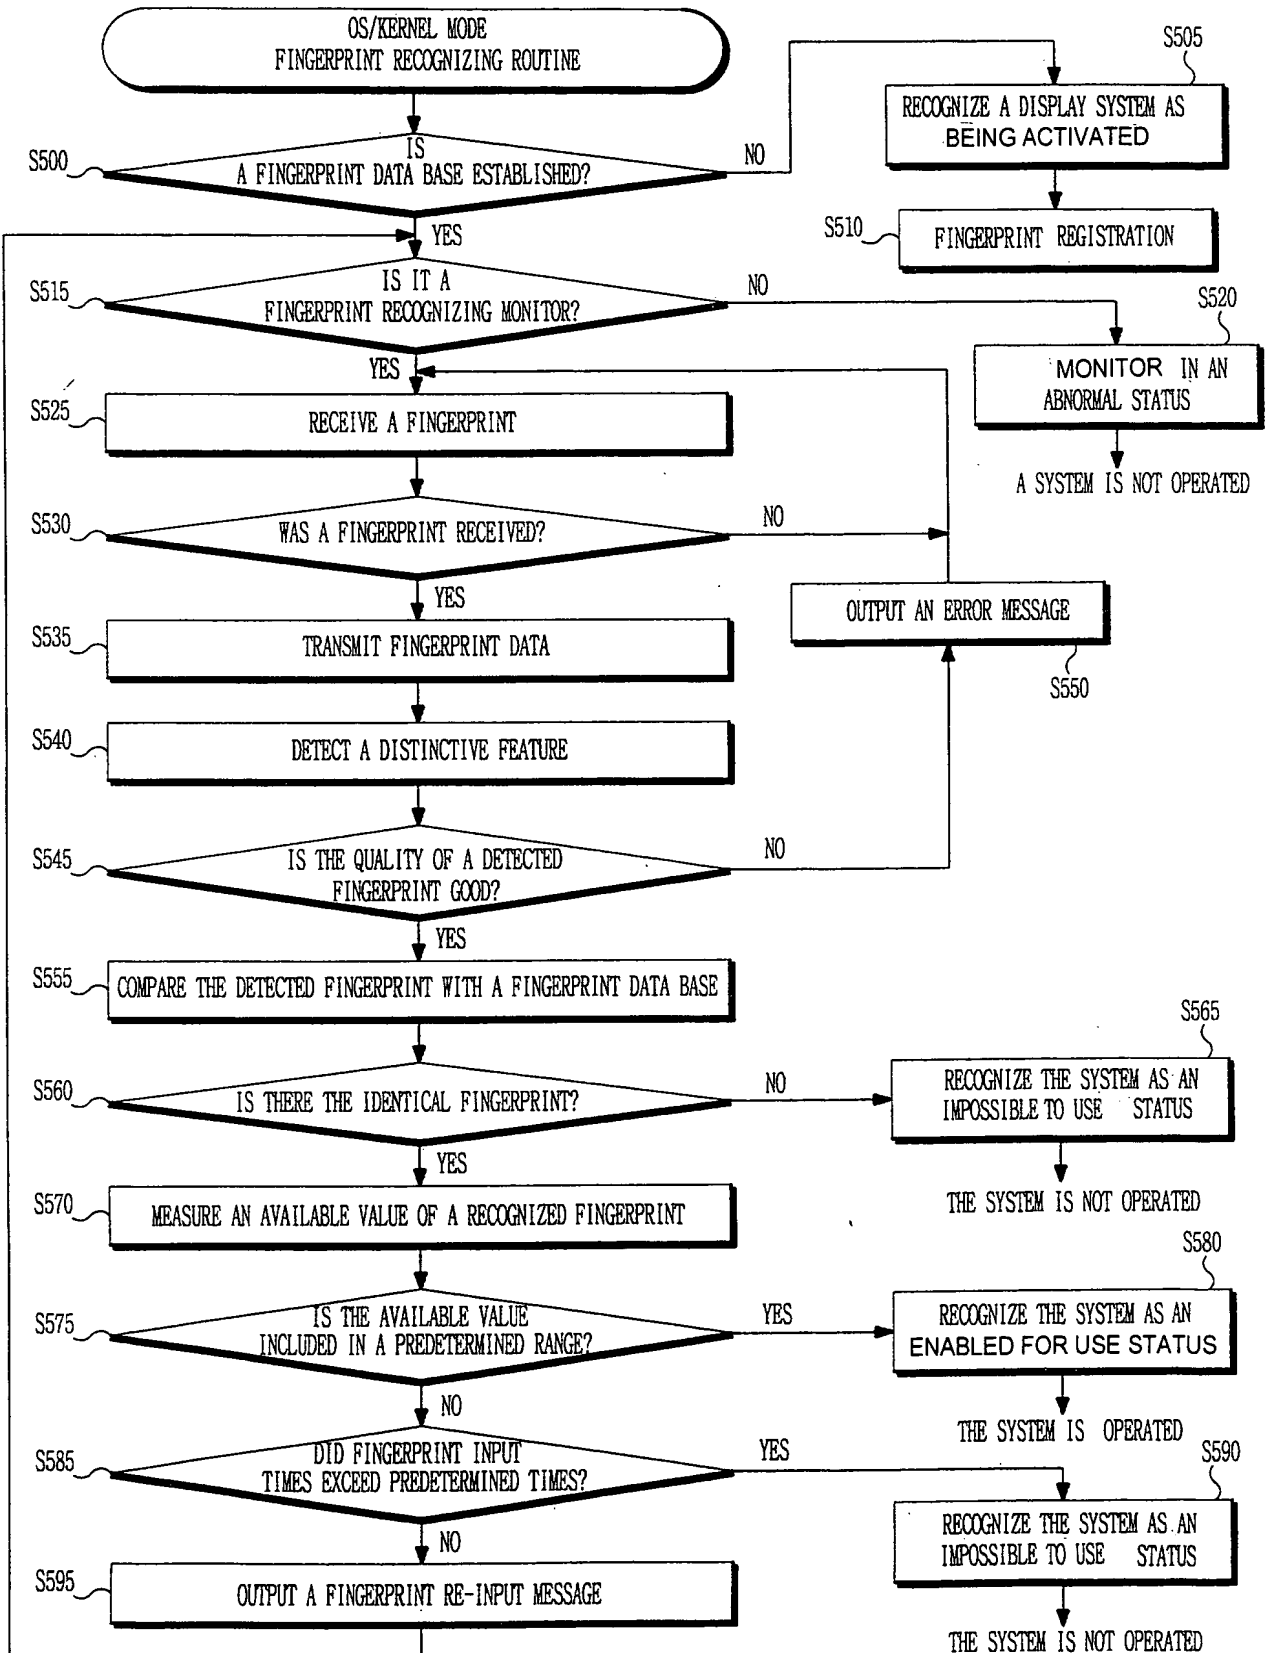 OS/KERNEL MODE
FINGERPRINT RECOGNIZING ROUTINE
S500
IS
A FINGERPRINT DATA BASE ESTABLISHED?
NO
S505
RECOGNIZE A DISPLAY SYSTEM AS
BEING ACTIVATED
S510
FINGERPRINT REGISTRATION
YES
S515
IS IT A
FINGERPRINT RECOGNIZING MONITOR?
NO
S520
MONITOR IN AN
ABNORMAL STATUS
A SYSTEM IS NOT OPERATED
YES
S525
RECEIVE A FINGERPRINT
S530
WAS A FINGERPRINT RECEIVED?
NO
YES
OUTPUT AN ERROR MESSAGE
S550
S535
TRANSMIT FINGERPRINT DATA
S540
DETECT A DISTINCTIVE FEATURE
S545
IS THE QUALITY OF A DETECTED
FINGERPRINT GOOD?
NO
YES
S555
COMPARE THE DETECTED FINGERPRINT WITH A FINGERPRINT DATA BASE
S560
IS THERE THE IDENTICAL FINGERPRINT?
NO
S565
RECOGNIZE THE SYSTEM AS AN
IMPOSSIBLE TO USE STATUS
THE SYSTEM IS NOT OPERATED
YES
S570
MEASURE AN AVAILABLE VALUE OF A RECOGNIZED FINGERPRINT
S575
IS THE AVAILABLE VALUE
INCLUDED IN A PREDETERMINED RANGE?
YES
S580
RECOGNIZE THE SYSTEM AS AN
ENABLED FOR USE STATUS
THE SYSTEM IS OPERATED
NO
S585
DID FINGERPRINT INPUT
TIMES EXCEED PREDETERMINED TIMES?
YES
S590
RECOGNIZE THE SYSTEM AS AN
IMPOSSIBLE TO USE STATUS
THE SYSTEM IS NOT OPERATED
NO
S595
OUTPUT A FINGERPRINT RE-INPUT MESSAGE